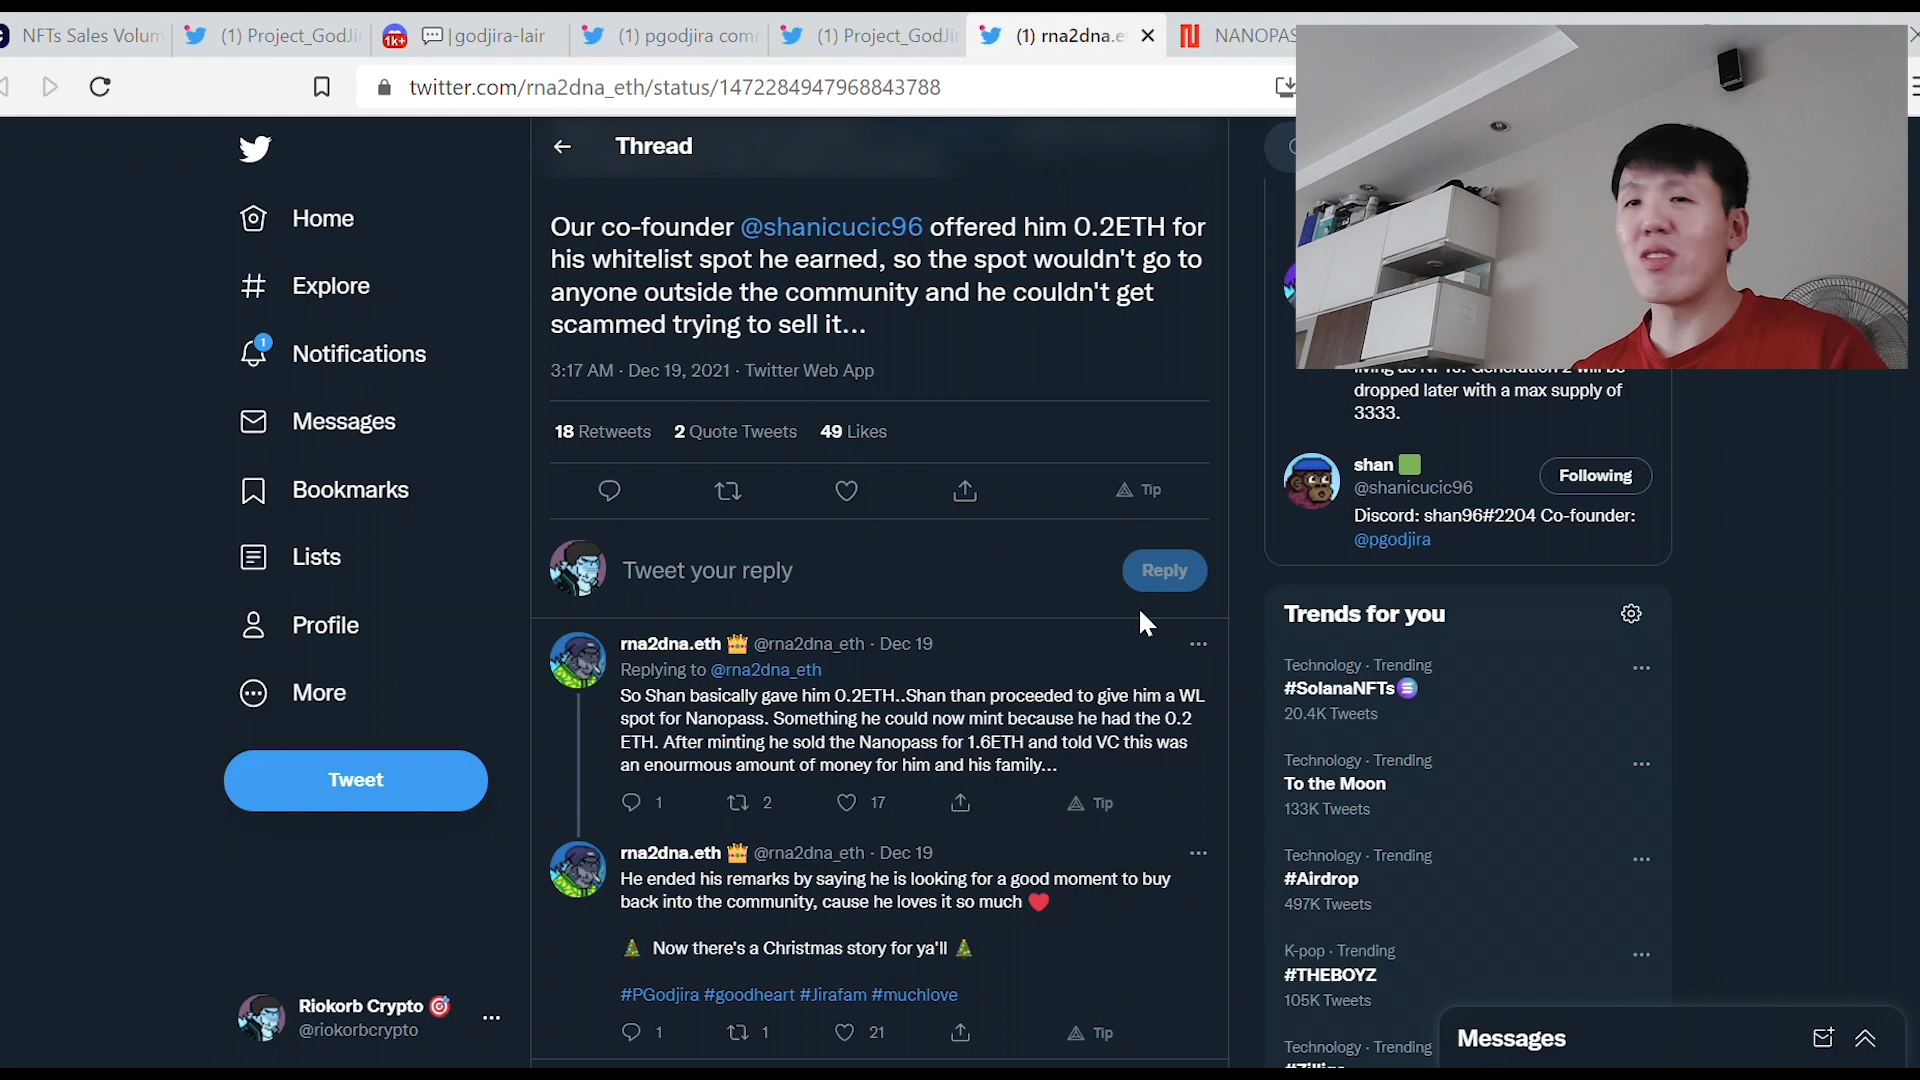 NFTs Sales Volum
(1) Project_GodJi
1K+
godjira-lair
(1) pgodjira com
(1) Project_GodJi
(1) rna2dna.e
NANOPAS
twitter.com/rna2dna_eth/status/1472284947968843788
Home
Explore
1
Notifications
Messages
Bookmarks
Lists
Profile
More
Tweet
Riokorb Crypto
@riokorbcrypto
Thread
Our co-founder @shanicucic96 offered him 0.2ETH for
his whitelist spot he earned, so the spot wouldn't go to
anyone outside the community and he couldn't get
scammed trying to sell it...
3:17 AM · Dec 19, 2021 · Twitter Web App
18 Retweets 2 Quote Tweets 49 Likes
Tip
Tweet your reply
Reply
rna2dna.eth 👑 @rna2dna_eth · Dec 19
Replying to @rna2dna_eth
So Shan basically gave him 0.2ETH..Shan than proceeded to give him a WL
spot for Nanopass. Something he could now mint because he had the 0.2
ETH. After minting he sold the Nanopass for 1.6ETH and told VC this was
an enourmous amount of money for him and his family...
1 2 17 Tip
rna2dna.eth 👑 @rna2dna_eth · Dec 19
He ended his remarks by saying he is looking for a good moment to buy
back into the community, cause he loves it so much ❤️
🎄 Now there's a Christmas story for ya'll 🎄
#PGodjira #goodheart #Jirafam #muchlove
1 1 21 Tip
dropped later with a max supply of
3333.
shan
@shanicucic96
Following
Discord: shan96#2204 Co-founder:
@pgodjira
Trends for you
Technology · Trending
#SolanaNFTs
20.4K Tweets
Technology · Trending
To the Moon
133K Tweets
Technology · Trending
#Airdrop
497K Tweets
K-pop · Trending
#THEBOYZ
105K Tweets
Technology · Trending
Messages